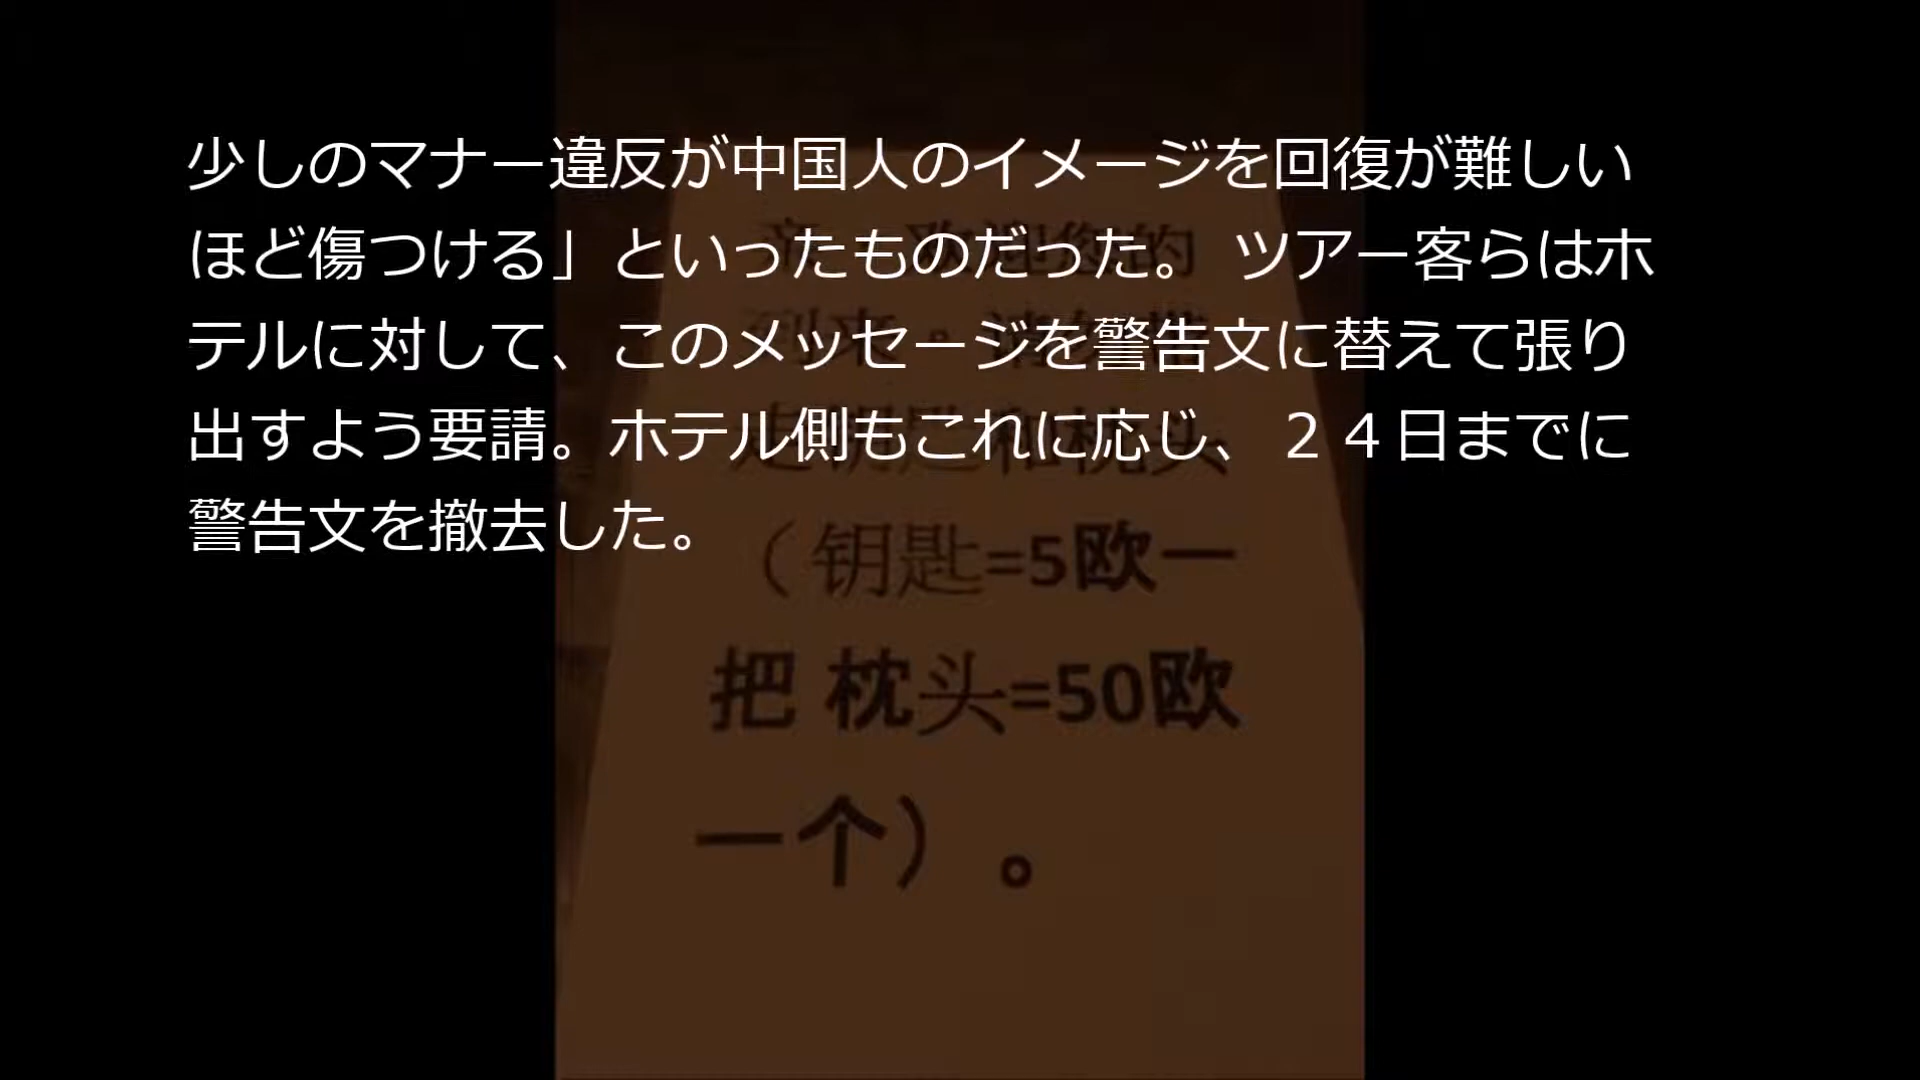 少しのマナー違反が中国人のイメージを回復が難しい
ほど傷つける」といったものだった。 ツアー客らはホ
テルに対して、このメッセージを警告文に替えて張り
出すよう要請。ホテル側もこれに応じ、２４日までに
警告文を撤去した。
（钥匙=5欧一
把 枕头=50欧
一个）。